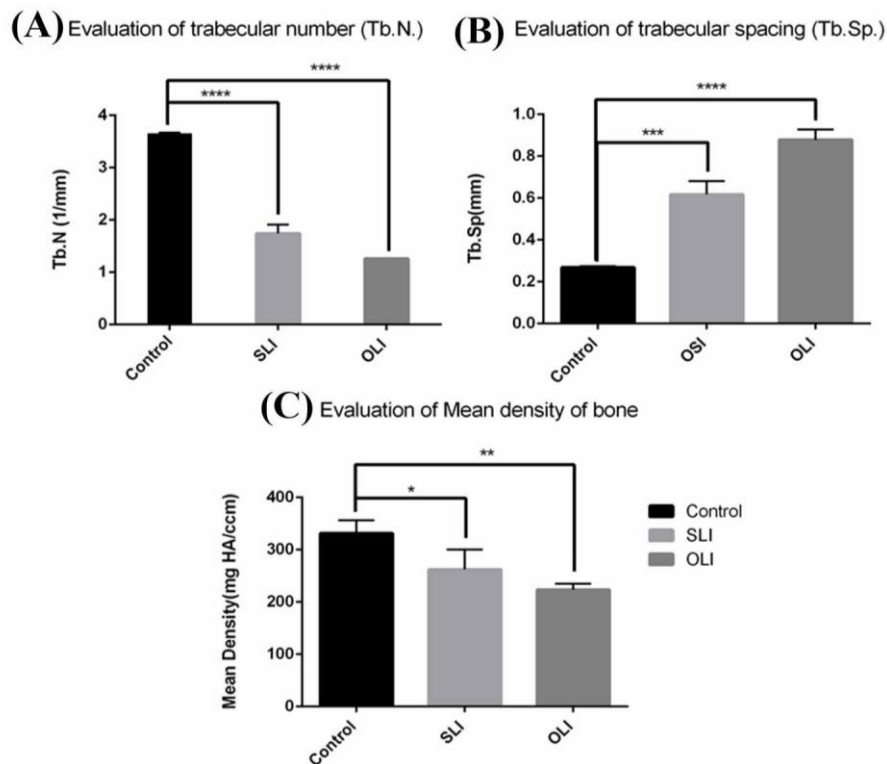 (A) Evaluation of trabecular number (Tb.N.)
****
****
4
3
2
1
0
Tb.N (1/mm)
Control
SLI
OLI
(B) Evaluation of trabecular spacing (Tb.Sp.)
****
***
1.0
0.8
0.6
0.4
0.2
0.0
Tb.Sp(mm)
Control
OSI
OLI
(C) Evaluation of Mean density of bone
**
*
400
300
200
100
0
Mean Density(mg HA/ccm)
Control
SLI
OLI
Control
SLI
OLI